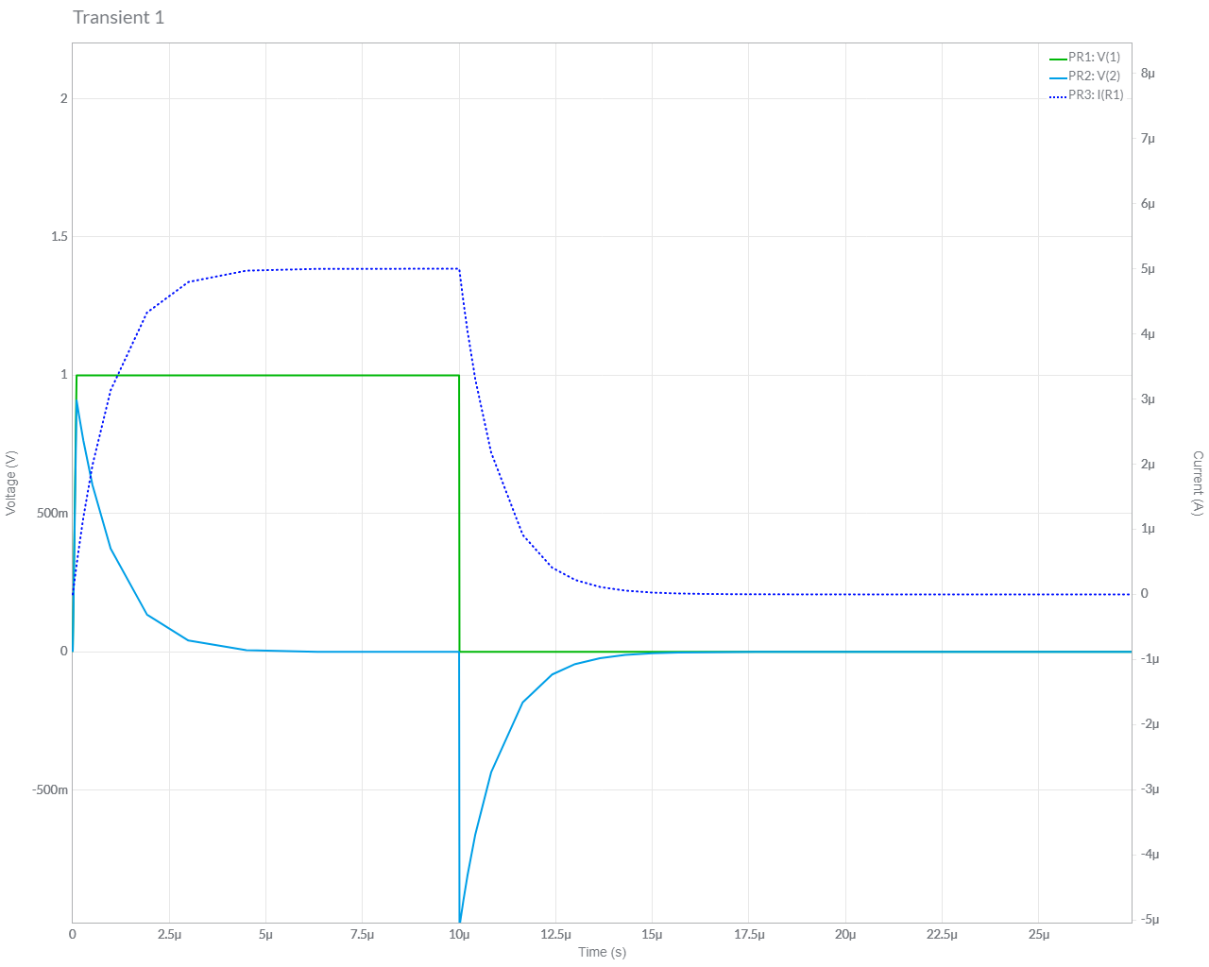 Transient 1
PR1: V(1)
PR2: V(2)
PR3: I(R1)
2
1.5
1
500m
0
-500m
Voltage (V)
8µ
7µ
6µ
5µ
4µ
3µ
2µ
1µ
0
-1µ
-2µ
-3µ
-4µ
-5µ
Current (A)
0
2.5µ
5µ
7.5µ
10µ
12.5µ
15µ
17.5µ
20µ
22.5µ
25µ
Time (s)